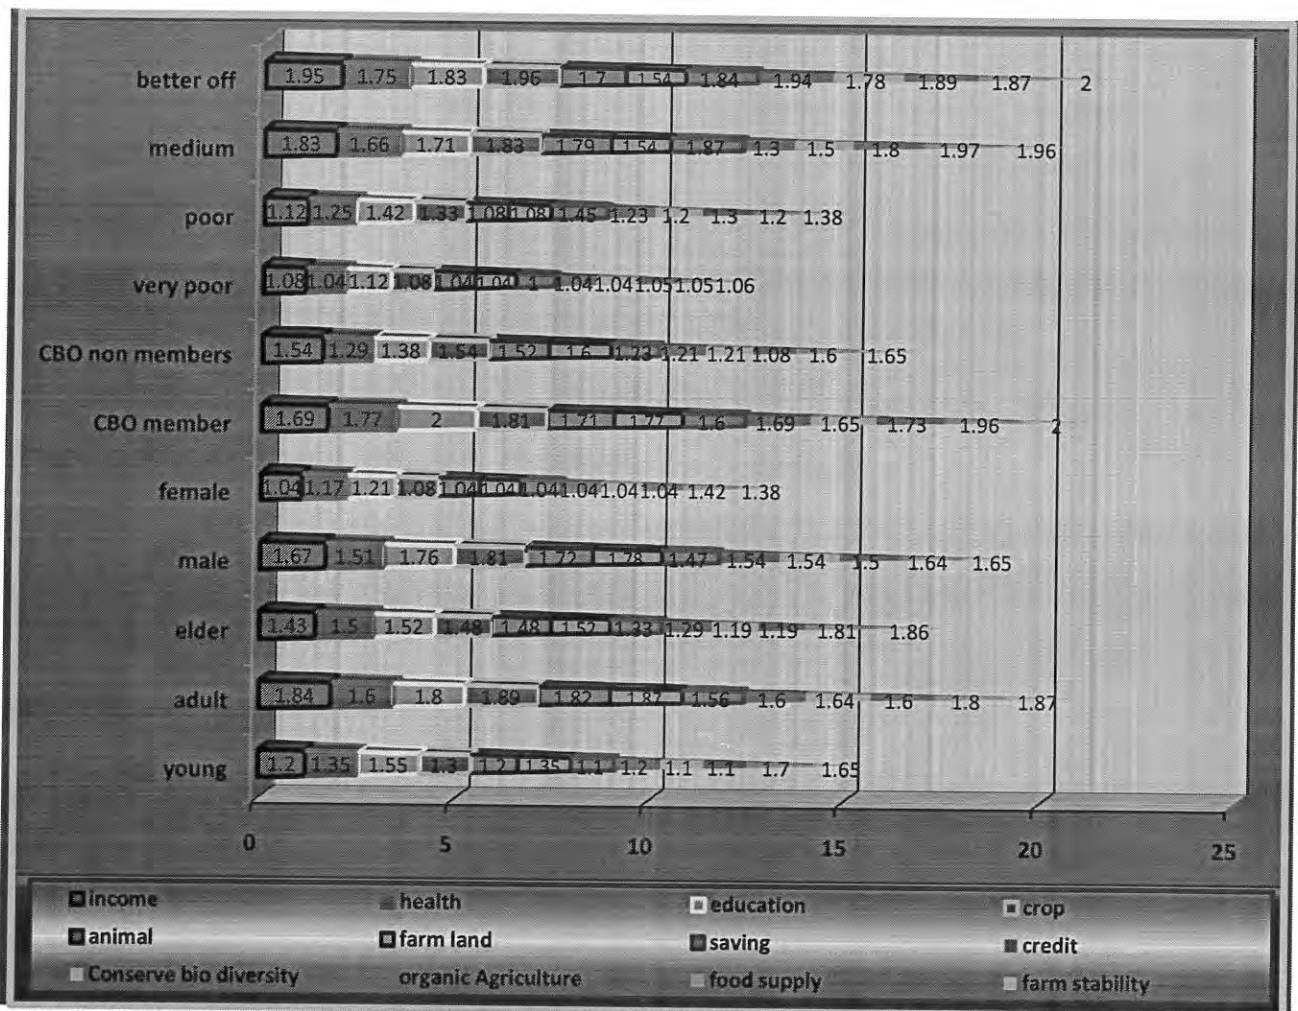 better off 1.95 1.75 1.83 1.96 1.7 1.54 1.84 1.94 1.78 1.89 1.87 2
medium 1.83 1.66 1.71 1.83 1.79 1.54 1.87 1.3 1.5 1.8 1.97 1.96
poor 1.12 1.25 1.42 1.33 1.08 1.08 1.45 1.23 1.2 1.3 1.2 1.38
very poor 1.08 1.04 1.12 1.08 1.04 1.04 1 1.04 1.04 1.05 1.05 1.06
CBO non members 1.54 1.29 1.38 1.54 1.52 1.6 1.23 1.21 1.21 1.08 1.6 1.65
CBO member 1.69 1.77 2 1.81 1.71 1.77 1.6 1.69 1.65 1.73 1.96 2
female 1.04 1.17 1.21 1.08 1.04 1.04 1.04 1.04 1.04 1.04 1.42 1.38
male 1.67 1.51 1.76 1.81 1.72 1.78 1.47 1.54 1.54 1.5 1.64 1.65
elder 1.43 1.5 1.52 1.48 1.48 1.52 1.33 1.29 1.19 1.19 1.81 1.86
adult 1.84 1.6 1.8 1.89 1.82 1.87 1.56 1.6 1.64 1.6 1.8 1.87
young 1.2 1.35 1.55 1.3 1.2 1.35 1.1 1.2 1.1 1.1 1.7 1.65
0 5 10 15 20 25
income health education crop
animal farm land saving credit
Conserve bio diversity organic Agriculture food supply farm stability